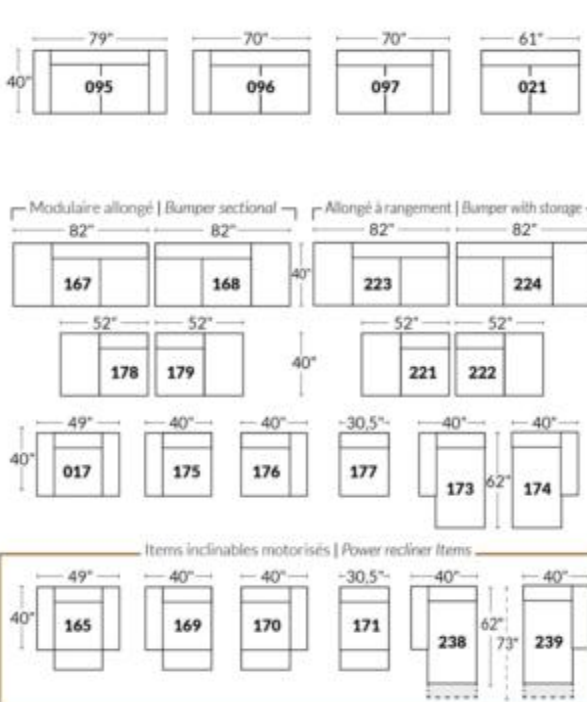 79" 70" 70" 61"
40" 095 096 097 021
Modulaire allongé | Bumper sectional Allongé à rangement | Bumper with storage
82" 82" 82" 82"
167 168 40" 223 224
52" 52" 52" 52"
178 179 40" 221 222
49" 40" 40" 30,5" 40" 40"
40" 017 175 176 177 173 62" 174
Items inclinables motorisés | Power recliner Items
49" 40" 40" 30,5" 40" 40"
40" 165 169 170 171 238 62" 73" 239